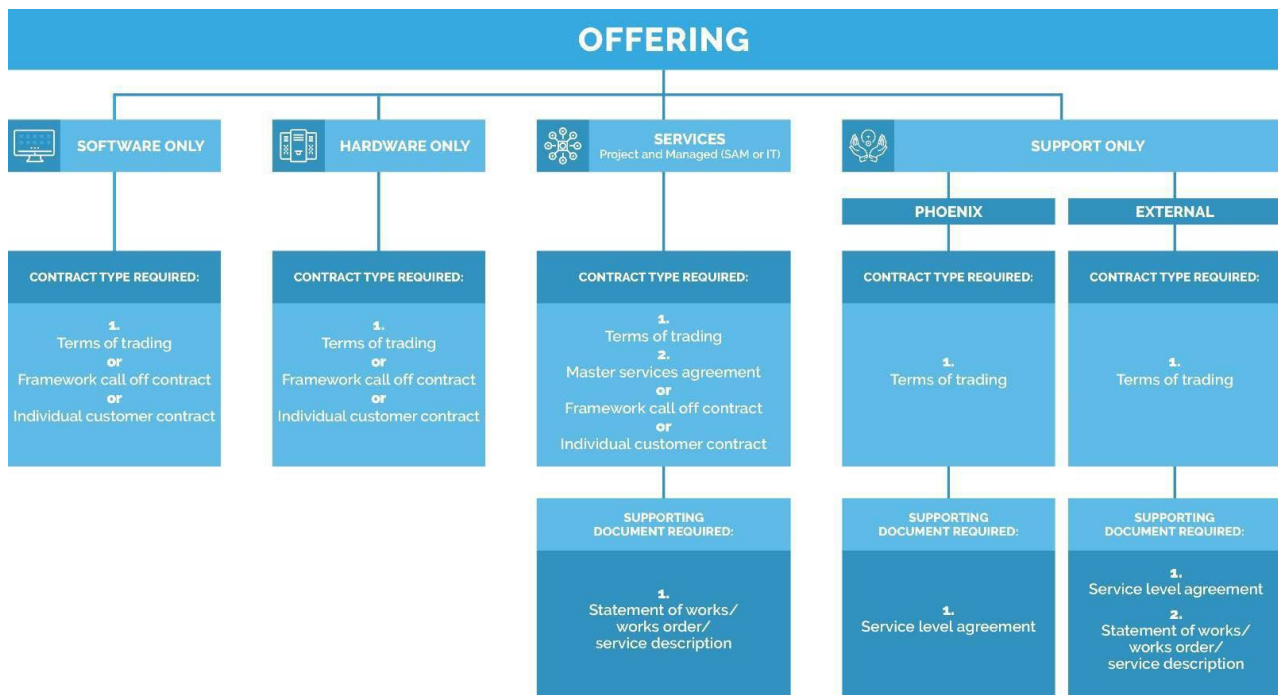 OFFERING
SOFTWARE ONLY
HARDWARE ONLY
SERVICES
Project and Managed (SAM or IT)
SUPPORT ONLY
PHOENIX
EXTERNAL
CONTRACT TYPE REQUIRED:
1.
Terms of trading
or
Framework call off contract
or
Individual customer contract
CONTRACT TYPE REQUIRED:
1.
Terms of trading
or
Framework call off contract
or
Individual customer contract
CONTRACT TYPE REQUIRED:
1.
Terms of trading
2.
Master services agreement
or
Framework call off contract
or
Individual customer contract
CONTRACT TYPE REQUIRED:
1.
Terms of trading
CONTRACT TYPE REQUIRED:
1.
Terms of trading
SUPPORTING
DOCUMENT REQUIRED:
1.
Statement of works/
works order/
service description
SUPPORTING
DOCUMENT REQUIRED:
1.
Service level agreement
SUPPORTING
DOCUMENT REQUIRED:
1.
Service level agreement
2.
Statement of works/
works order/
service description